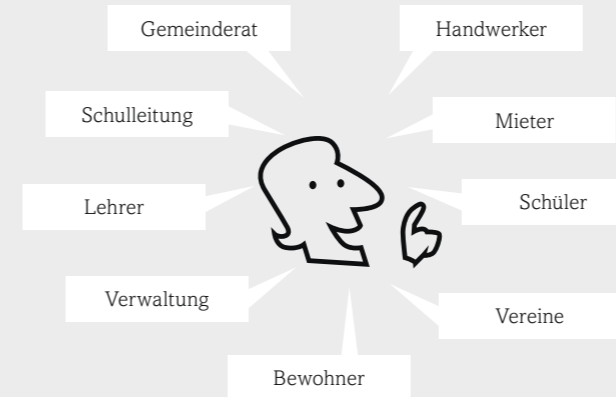 Gemeinderat
Handwerker
Schulleitung
Mieter
Lehrer
Schüler
Verwaltung
Vereine
Bewohner